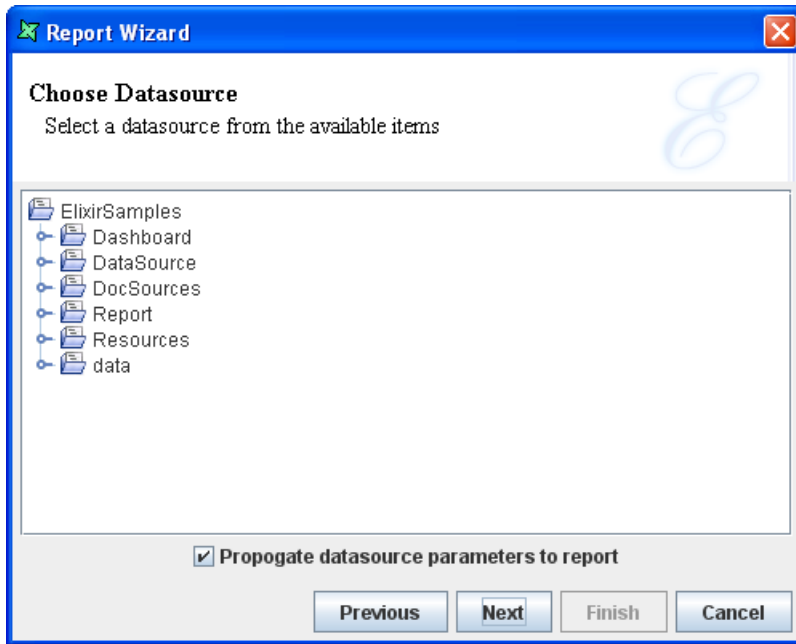 Report Wizard
Choose Datasource
Select a datasource from the available items
E
ElixirSamples
Dashboard
DataSource
DocSources
Report
Resources
data
Propogate datasource parameters to report
Previous Next Finish Cancel